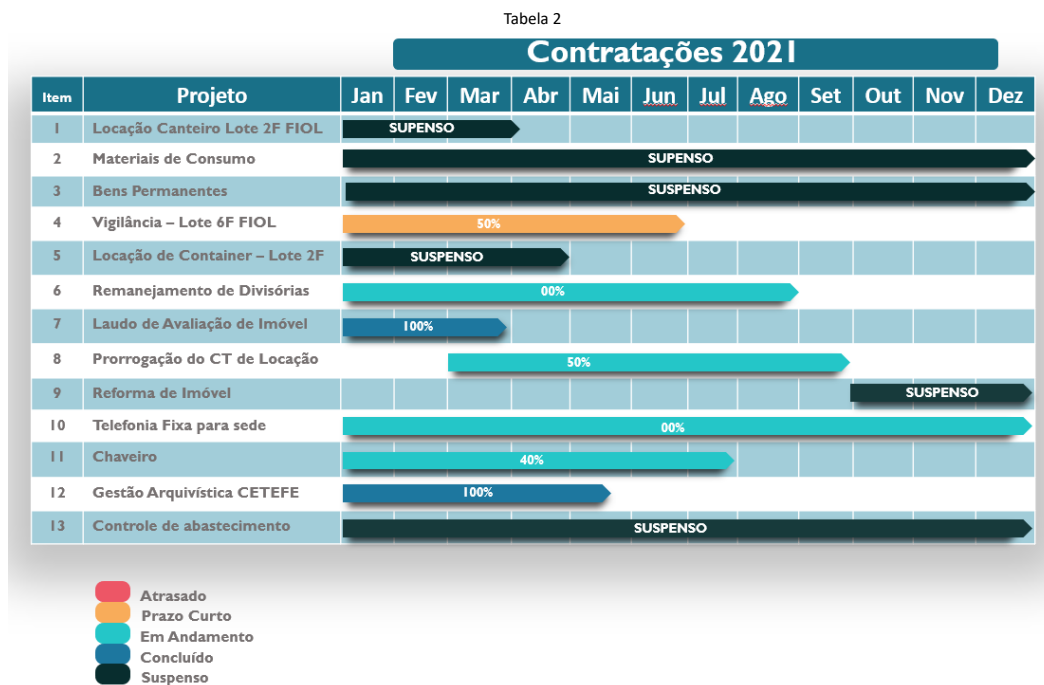 Tabela 2
Contratações 2021
Item Projeto Jan Fev Mar Abr Mai Jun Jul Ago Set Out Nov Dez
1 Locação Canteiro Lote 2F FIOL SUPENSO
2 Materiais de Consumo SUPENSO
3 Bens Permanentes SUSPENSO
4 Vigilância – Lote 6F FIOL 50%
5 Locação de Container – Lote 2F SUSPENSO
6 Remanejamento de Divisórias 00%
7 Laudo de Avaliação de Imóvel 100%
8 Prorrogação do CT de Locação 50%
9 Reforma de Imóvel SUSPENSO
10 Telefonia Fixa para sede 00%
11 Chaveiro 40%
12 Gestão Arquivística CETEFE 100%
13 Controle de abastecimento SUSPENSO
Atrasado
Prazo Curto
Em Andamento
Concluído
Suspenso